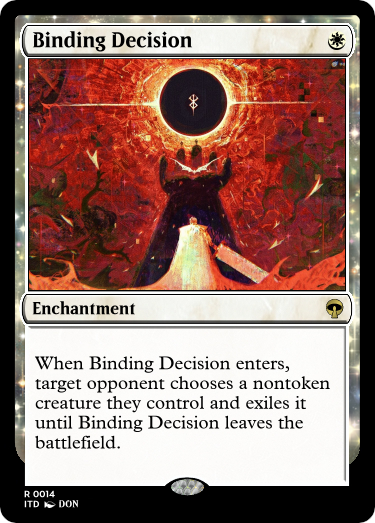 Binding Decision
Enchantment
When Binding Decision enters,
target opponent chooses a nontoken
creature they control and exiles it
until Binding Decision leaves the
battlefield.
R 0014
ITD DON